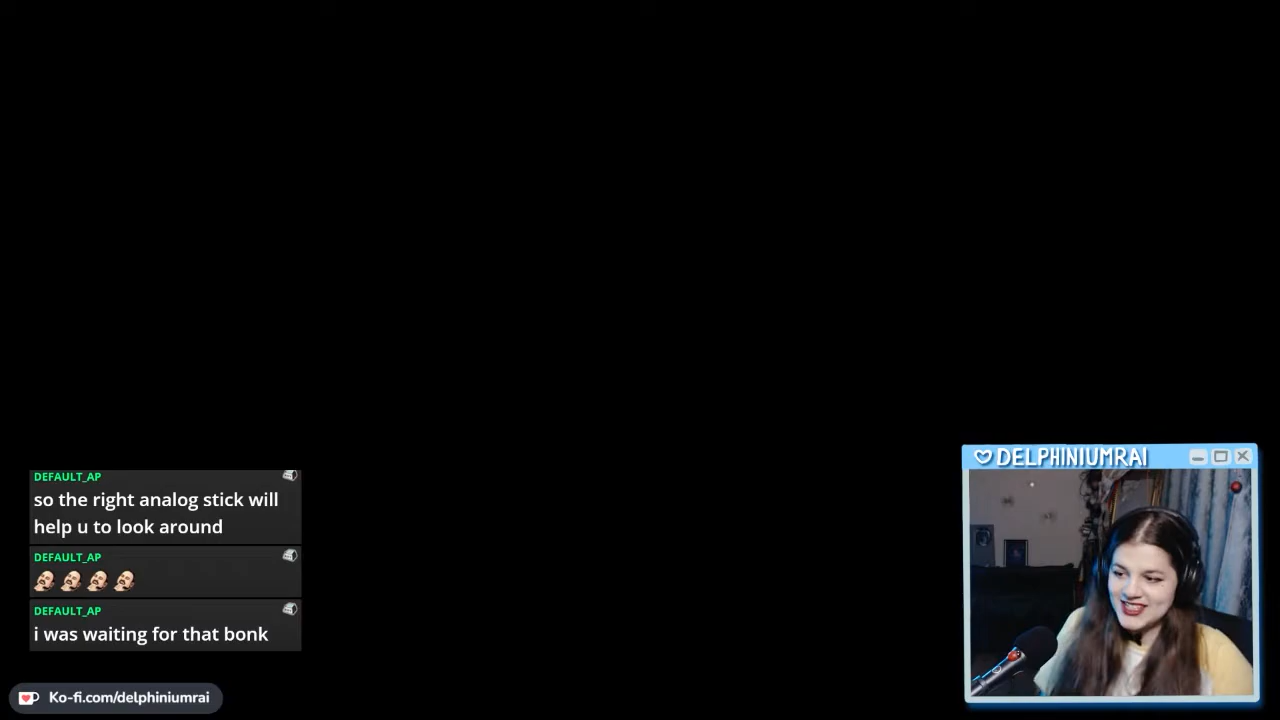 DELPHINIUMRAI
DEFAULT_AP
so the right analog stick will
help u to look around
DEFAULT_AP
DEFAULT_AP
i was waiting for that bonk
Ko-fi.com/delphiniumrai